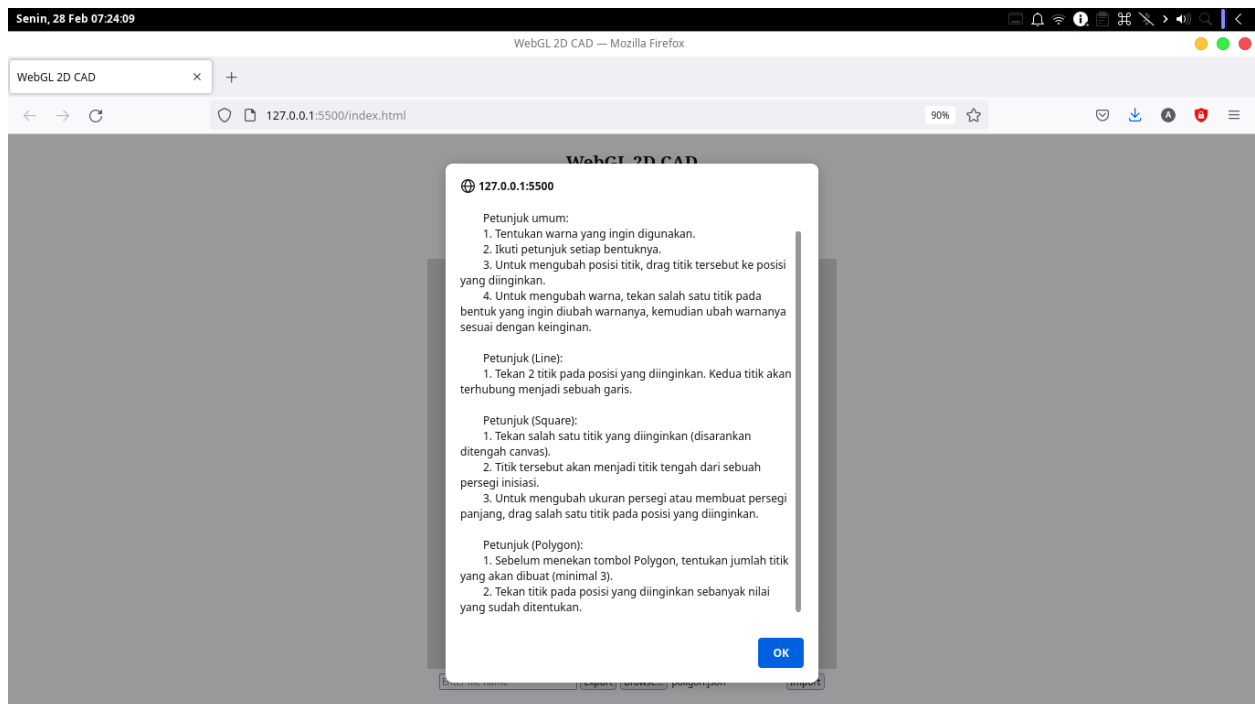 Senin, 28 Feb 07:24:09
WebGL 2D CAD — Mozilla Firefox
WebGL 2D CAD
127.0.0.1:5500/index.html
90%
WebGL 2D CAD
127.0.0.1:5500
Petunjuk umum:
1. Tentukan warna yang ingin digunakan.
2. Ikuti petunjuk setiap bentuknya.
3. Untuk mengubah posisi titik, drag titik tersebut ke posisi
yang diinginkan.
4. Untuk mengubah warna, tekan salah satu titik pada
bentuk yang ingin diubah warnanya, kemudian ubah warnanya
sesuai dengan keinginan.
Petunjuk (Line):
1. Tekan 2 titik pada posisi yang diinginkan. Kedua titik akan
terhubung menjadi sebuah garis.
Petunjuk (Square):
1. Tekan salah satu titik yang diinginkan (disarankan
ditengah canvas).
2. Titik tersebut akan menjadi titik tengah dari sebuah
persegi inisiasi.
3. Untuk mengubah ukuran persegi atau membuat persegi
panjang, drag salah satu titik pada posisi yang diinginkan.
Petunjuk (Polygon):
1. Sebelum menekan tombol Polygon, tentukan jumlah titik
yang akan dibuat (minimal 3).
2. Tekan titik pada posisi yang diinginkan sebanyak nilai
yang sudah ditentukan.
OK
Enter file name Export Browse... poligon.json Import